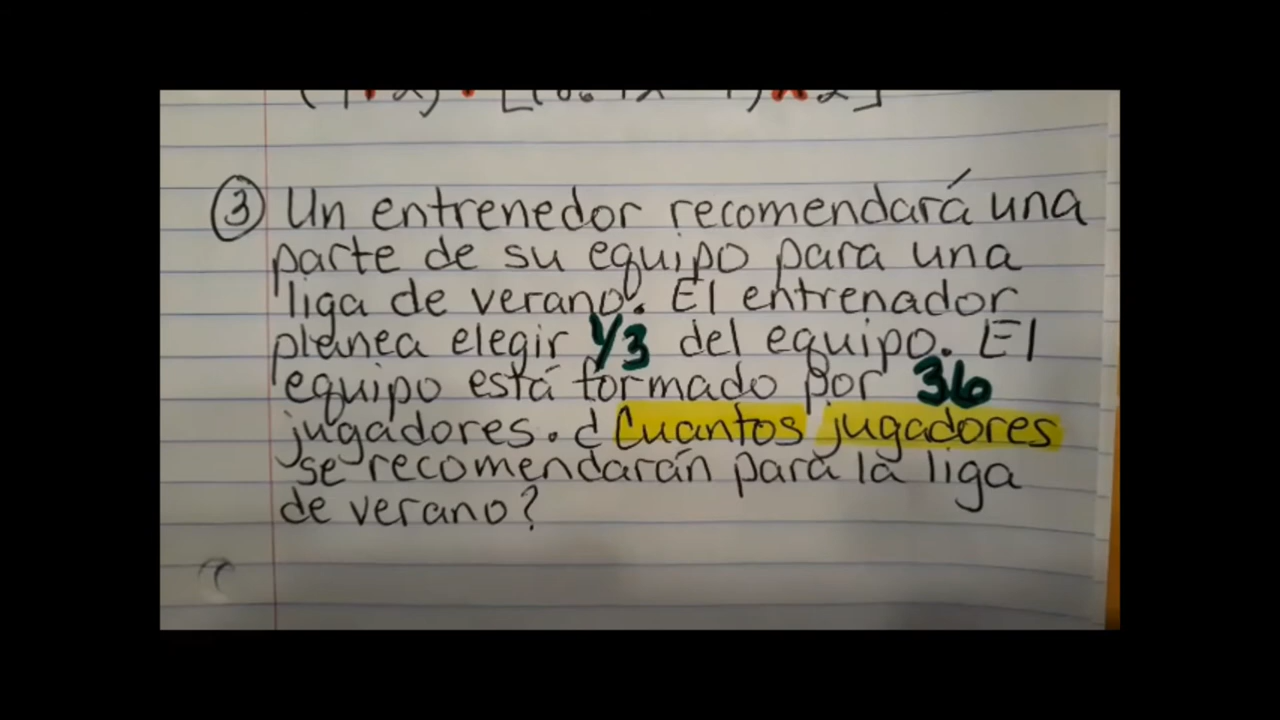 ③ Un entrenedor recomendará una
parte de su equipo para una
liga de verano. El entrenador
planea elegir 1/3 del equipo. El
equipo está formado por 36
jugadores. ¿Cuantos jugadores
se recomendarán para la liga
de verano?